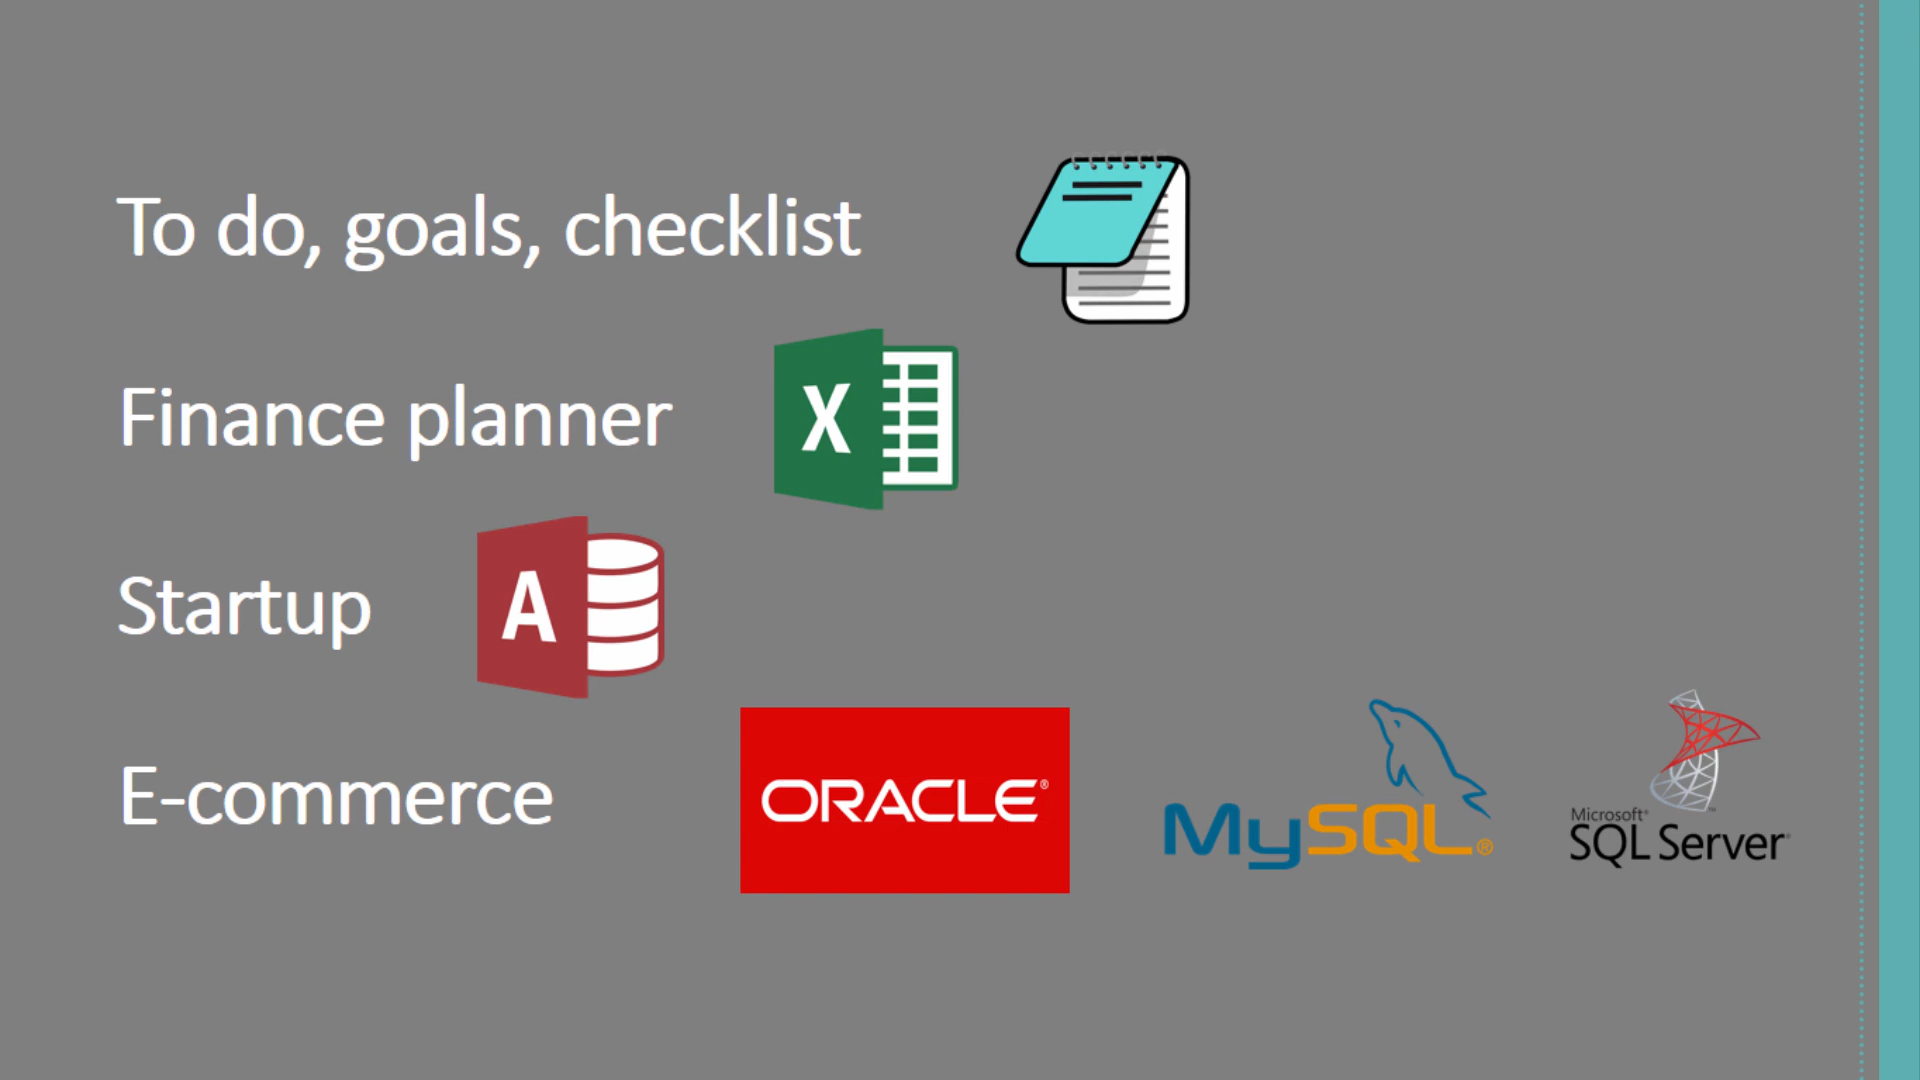 To do, goals, checklist
Finance planner
X
Startup
A
E-commerce
ORACLE®
MySQL®
Microsoft®
SQL Server®